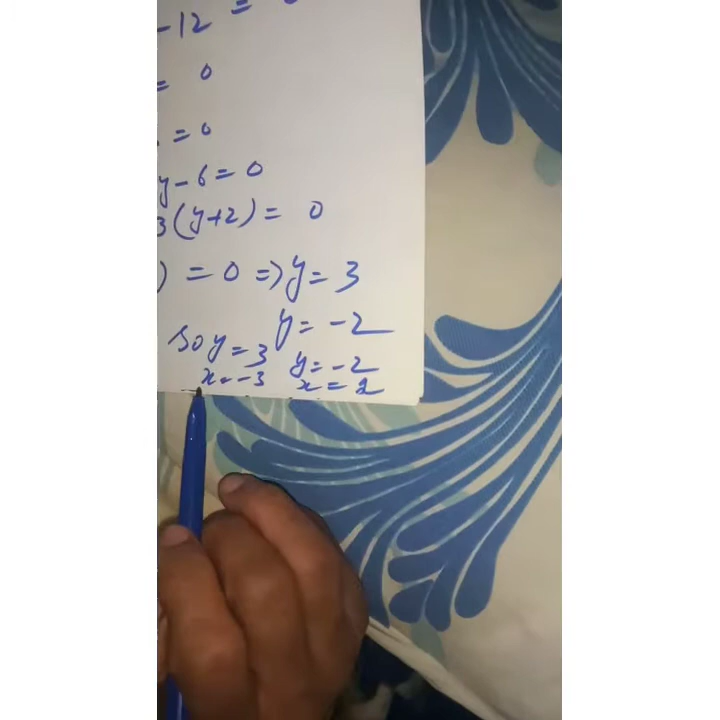 -12 =
= 0
= 0
y-6=0
3(y+2)= 0
) = 0 => y= 3
y= -2
so y=3 y=-2
x=-3 x= 2